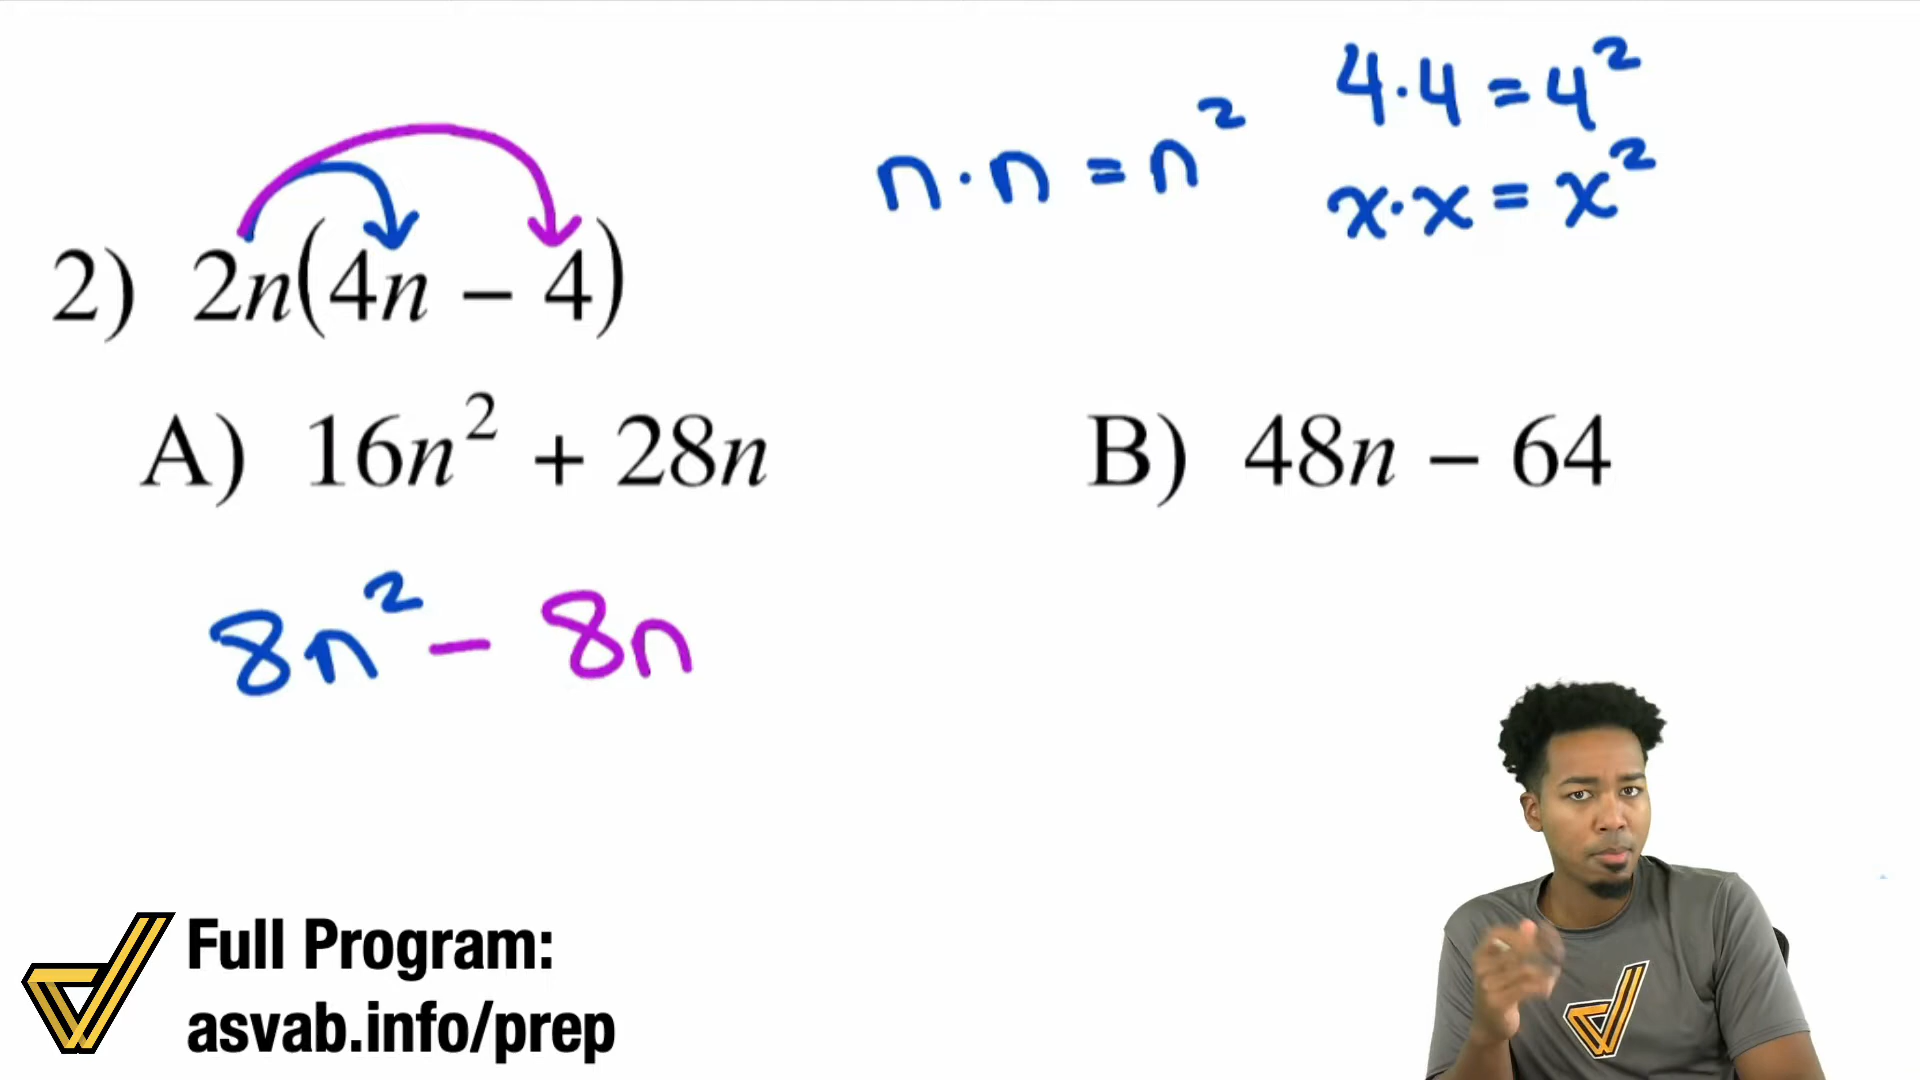 4·4 = 4²
n·n = n²
x·x = x²
2) 2n(4n − 4)
A) 16n² + 28n
B) 48n − 64
8n² − 8n
Full Program:
asvab.info/prep